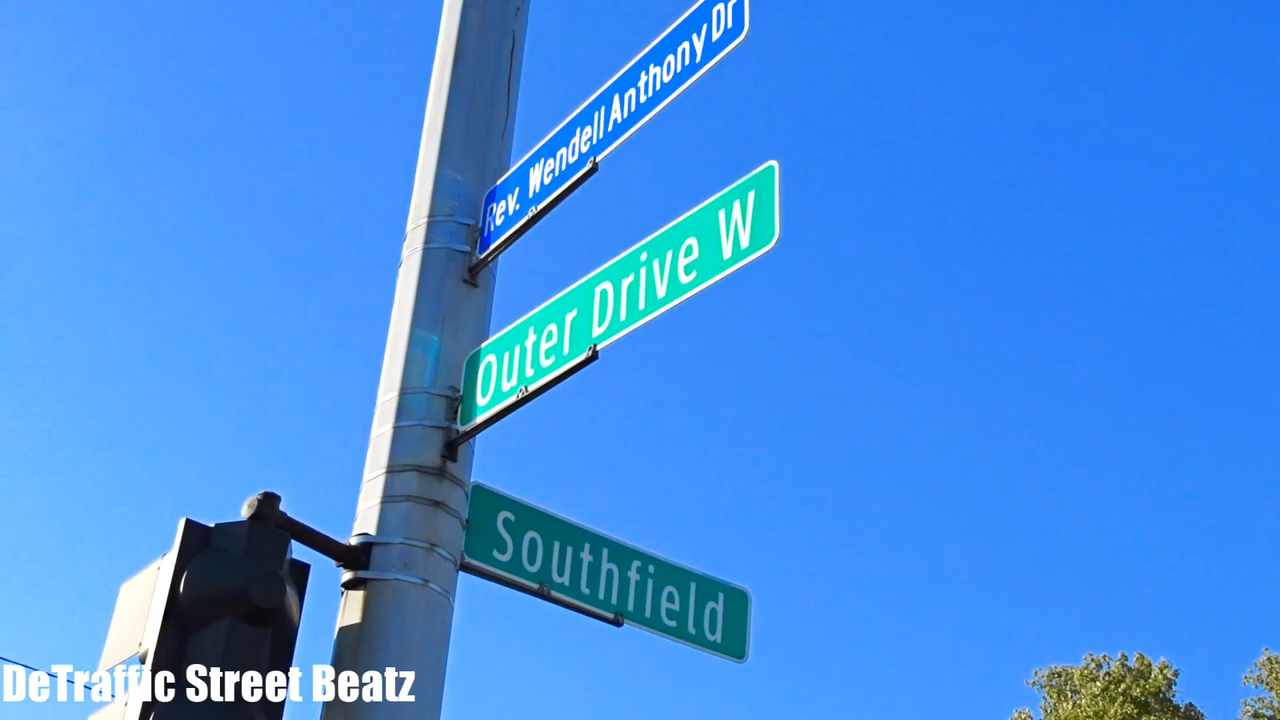 Rev. Wendell Anthony Dr
Outer Drive W
Southfield
DeTraffic Street Beatz